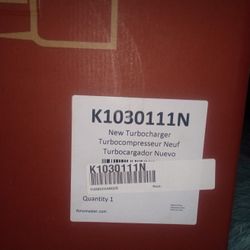 K1030111N
New Turbocharger
Turbocompresseur Neuf
Turbocargador Nuevo
K1030111N
Quantity 1